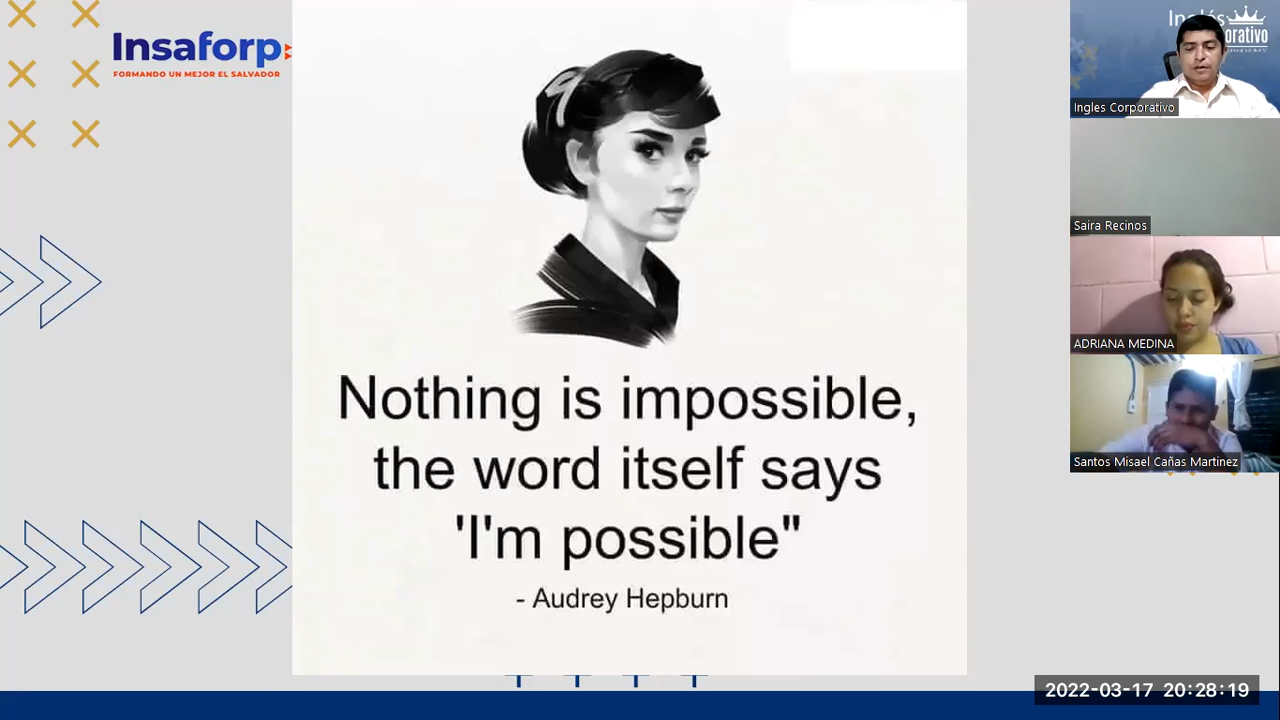 Insaforp
FORMANDO UN MEJOR EL SALVADOR
Nothing is impossible,
the word itself says
'I'm possible"
- Audrey Hepburn
Ingles Corporativo
Saira Recinos
ADRIANA MEDINA
Santos Misael Cañas Martinez
2022-03-17 20:28:19